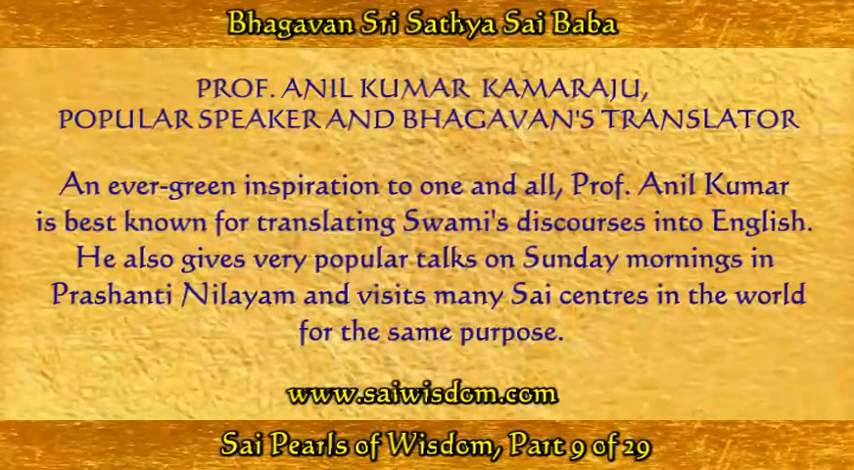 Bhagavan Sri Sathya Sai Baba
PROF. ANIL KUMAR KAMARAJU,
POPULAR SPEAKER AND BHAGAVAN'S TRANSLATOR
An ever-green inspiration to one and all, Prof. Anil Kumar
is best known for translating Swami's discourses into English.
He also gives very popular talks on Sunday mornings in
Prashanti Nilayam and visits many Sai centres in the world
for the same purpose.
www.saiwisdom.com
Sai Pearls of Wisdom, Part 9 of 29